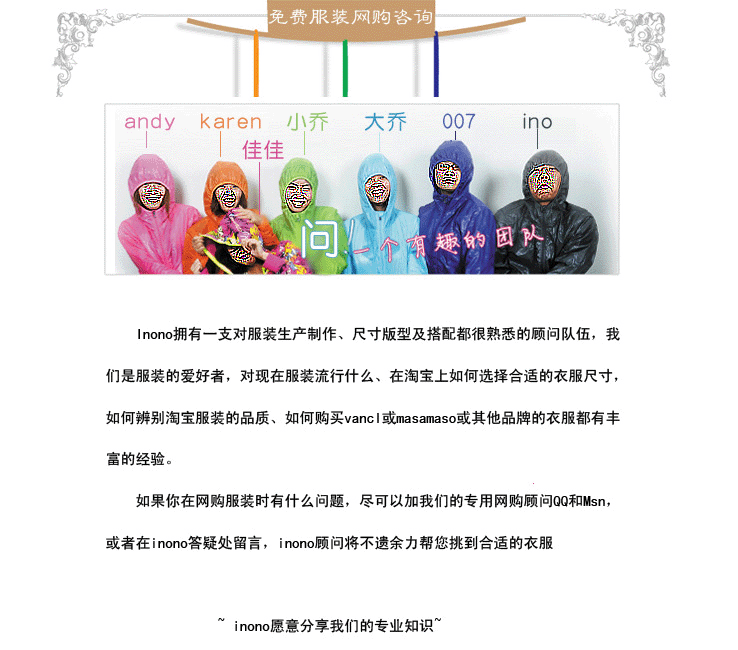 免费服装网购咨询
andy karen 小乔 大乔 007 ino
佳佳
问 一个有趣的团队
Inono拥有一支对服装生产制作、尺寸版型及搭配都很熟悉的顾问队伍，我
们是服装的爱好者，对现在服装流行什么、在淘宝上如何选择合适的衣服尺寸，
如何辨别淘宝服装的品质、如何购买vancl或masamaso或其他品牌的衣服都有丰
富的经验。
如果你在网购服装时有什么问题，尽可以加我们的专用网购顾问QQ和Msn，
或者在inono答疑处留言，inono顾问将不遗余力帮您挑到合适的衣服
~ inono愿意分享我们的专业知识~